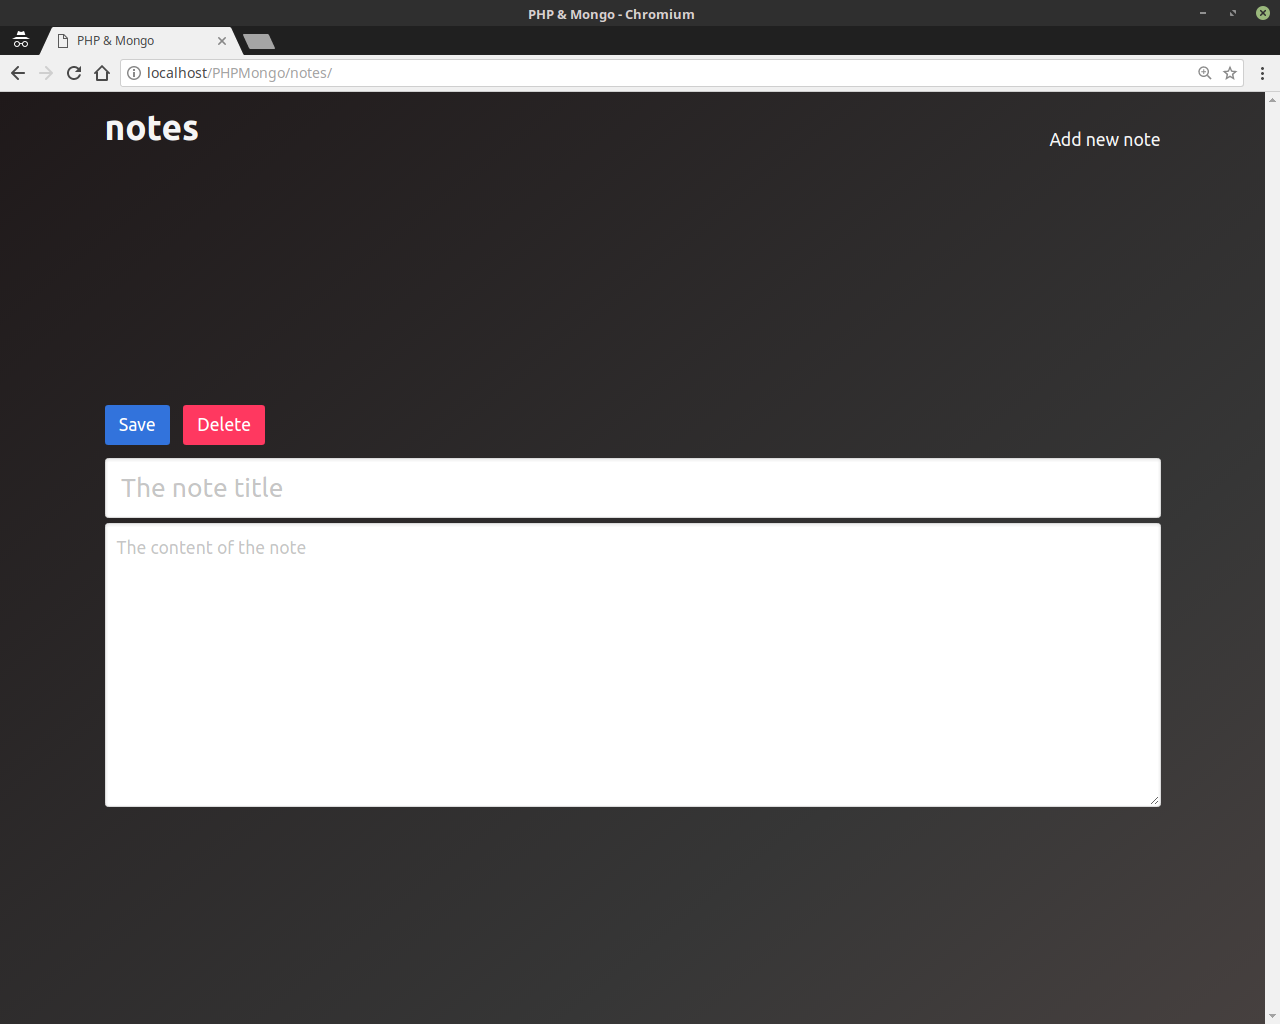 PHP & Mongo - Chromium
PHP & Mongo
localhost/PHPMongo/notes/
notes
Add new note
Save Delete
The note title
The content of the note